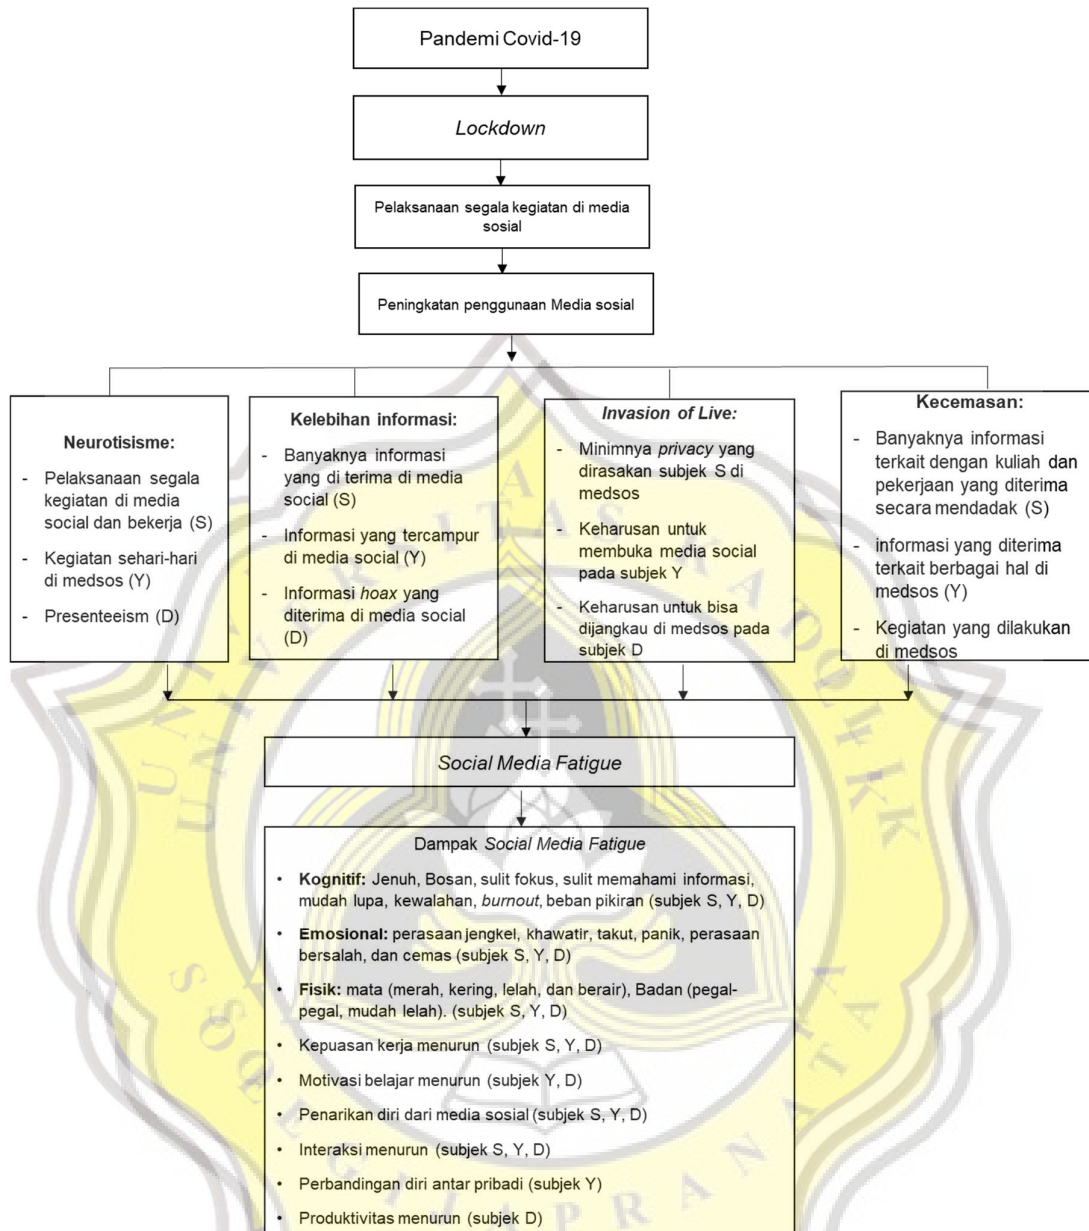 Pandemi Covid-19
Lockdown
Pelaksanaan segala kegiatan di media
sosial
Peningkatan penggunaan Media sosial
Neurotisisme:
- Pelaksanaan segala
kegiatan di media
social dan bekerja (S)
- Kegiatan sehari-hari
di medsos (Y)
- Presenteeism (D)
Kelebihan informasi:
- Banyaknya informasi
yang di terima di media
social (S)
- Informasi yang tercampur
di media social (Y)
- Informasi hoax yang
diterima di media social
(D)
Invasion of Live:
- Minimnya privacy yang
dirasakan subjek S di
medsos
- Keharusan untuk
membuka media social
pada subjek Y
- Keharusan untuk bisa
dijangkau di medsos pada
subjek D
Kecemasan:
- Banyaknya informasi
terkait dengan kuliah dan
pekerjaan yang diterima
secara mendadak (S)
- informasi yang diterima
terkait berbagai hal di
medsos (Y)
- Kegiatan yang dilakukan
di medsos
Social Media Fatigue
Dampak Social Media Fatigue
• Kognitif: Jenuh, Bosan, sulit fokus, sulit memahami informasi,
mudah lupa, kewalahan, burnout, beban pikiran (subjek S, Y, D)
• Emosional: perasaan jengkel, khawatir, takut, panik, perasaan
bersalah, dan cemas (subjek S, Y, D)
• Fisik: mata (merah, kering, lelah, dan berair), Badan (pegal-
pegal, mudah lelah). (subjek S, Y, D)
• Kepuasan kerja menurun (subjek S, Y, D)
• Motivasi belajar menurun (subjek Y, D)
• Penarikan diri dari media sosial (subjek S, Y, D)
• Interaksi menurun (subjek S, Y, D)
• Perbandingan diri antar pribadi (subjek Y)
• Produktivitas menurun (subjek D)